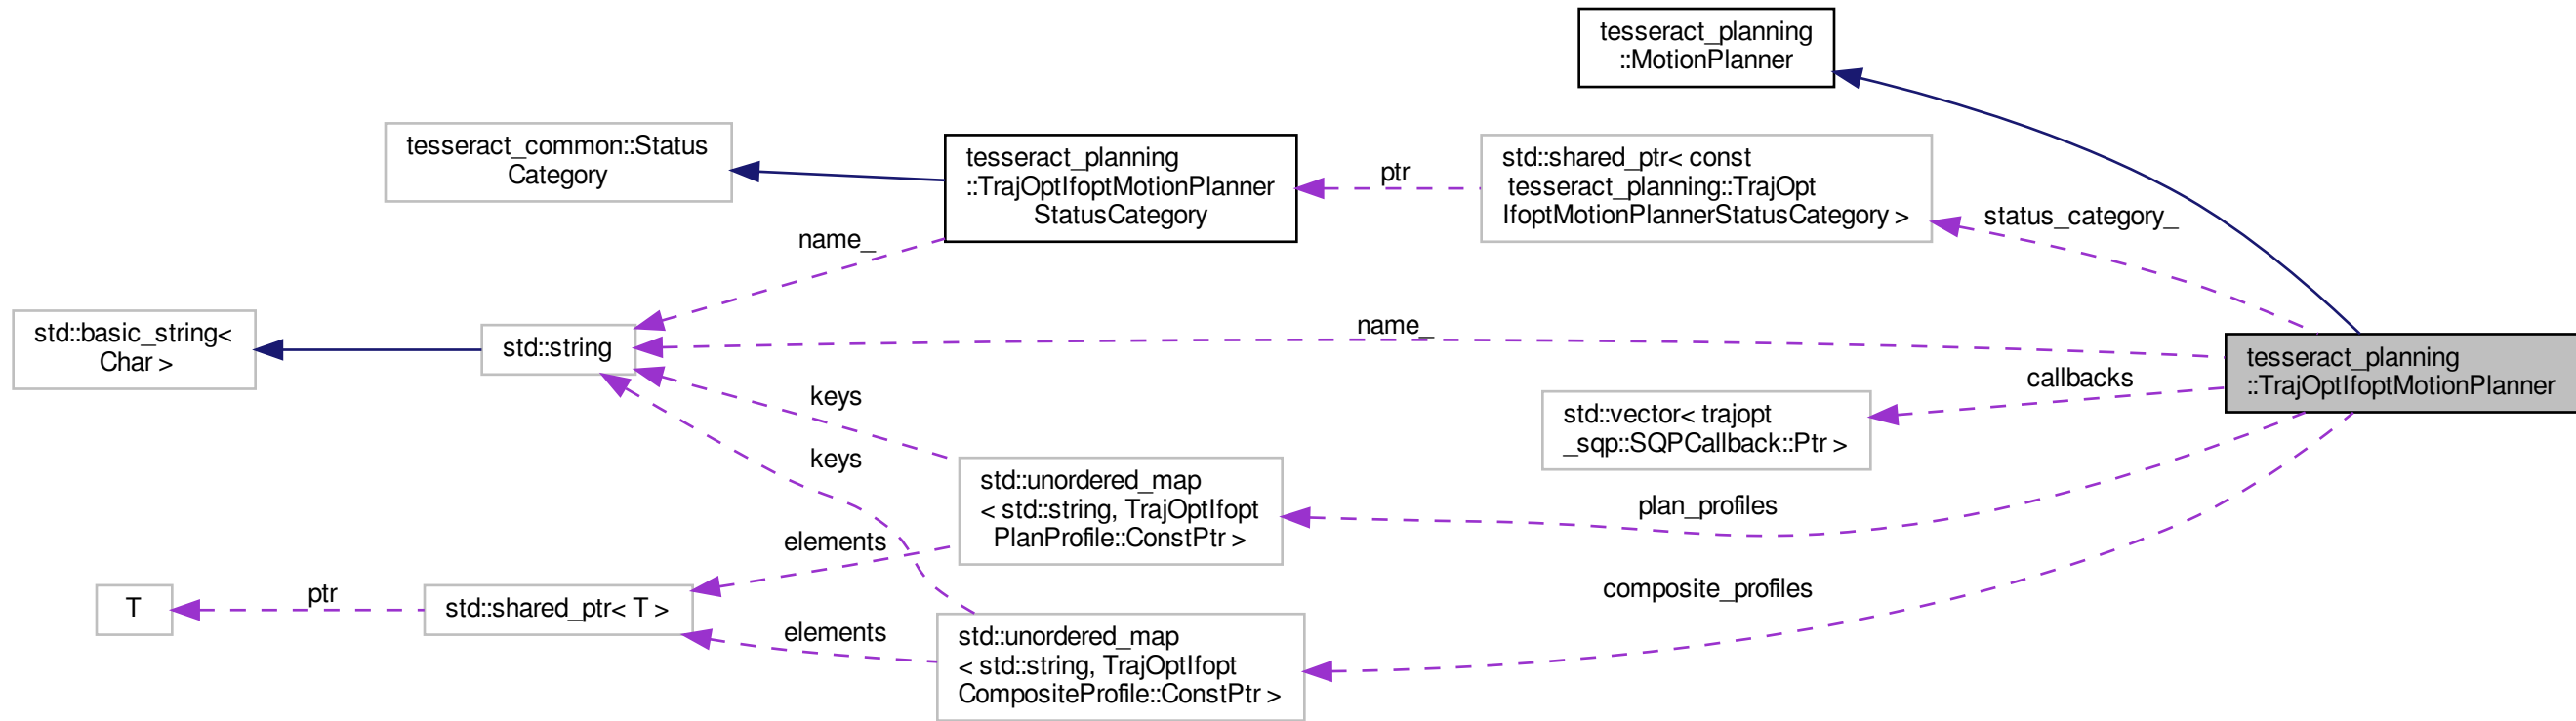 tesseract_planning
::MotionPlanner
tesseract_common::Status
Category
tesseract_planning
::TrajOptIfoptMotionPlanner
StatusCategory
ptr
std::shared_ptr< const
tesseract_planning::TrajOpt
IfoptMotionPlannerStatusCategory >
status_category_
name_
std::basic_string<
Char >
std::string
name_
tesseract_planning
::TrajOptIfoptMotionPlanner
callbacks
std::vector< trajopt
_sqp::SQPCallback::Ptr >
keys
keys
std::unordered_map
< std::string, TrajOptIfopt
PlanProfile::ConstPtr >
plan_profiles
elements
T
ptr
std::shared_ptr< T >
elements
std::unordered_map
< std::string, TrajOptIfopt
CompositeProfile::ConstPtr >
composite_profiles